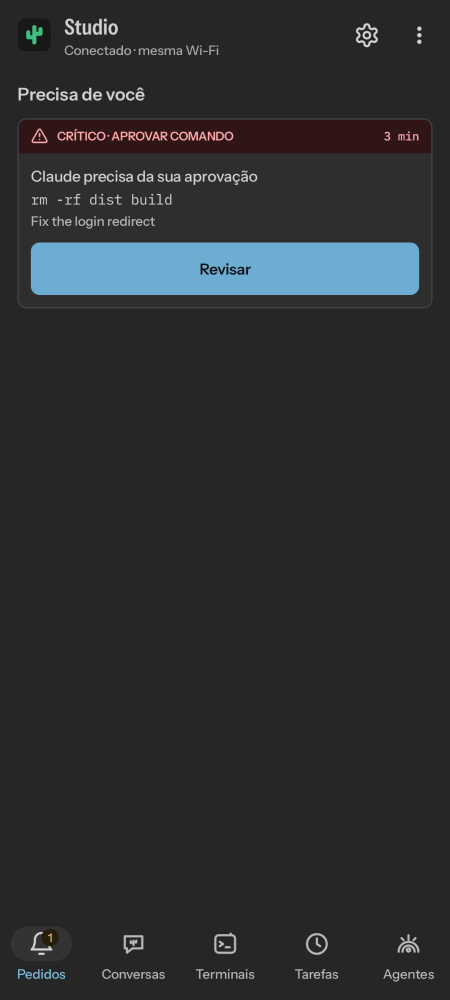 Studio
Conectado · mesma Wi-Fi
Precisa de você
CRÍTICO · APROVAR COMANDO 3 min
Claude precisa da sua aprovação
rm -rf dist build
Fix the login redirect
Revisar
1
Pedidos Conversas Terminais Tarefas Agentes